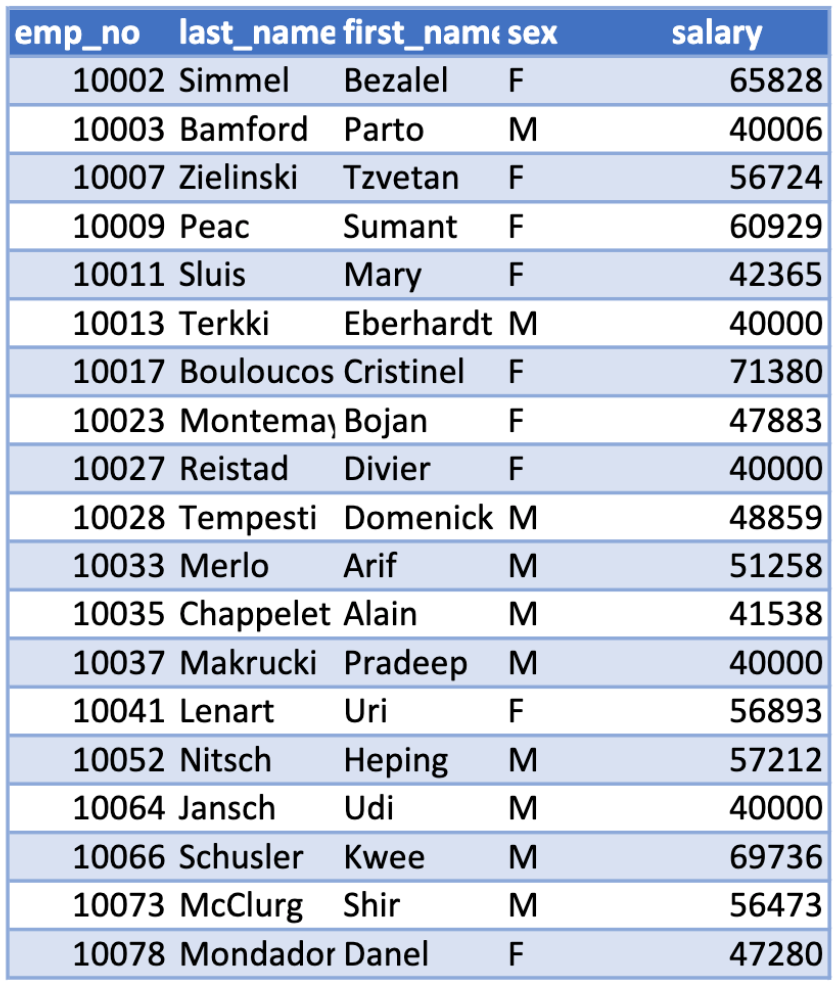 emp_no last_name first_name sex salary
10002 Simmel Bezalel F 65828
10003 Bamford Parto M 40006
10007 Zielinski Tzvetan F 56724
10009 Peac Sumant F 60929
10011 Sluis Mary F 42365
10013 Terkki Eberhardt M 40000
10017 Bouloucos Cristinel F 71380
10023 Montemay Bojan F 47883
10027 Reistad Divier F 40000
10028 Tempesti Domenick M 48859
10033 Merlo Arif M 51258
10035 Chappelet Alain M 41538
10037 Makrucki Pradeep M 40000
10041 Lenart Uri F 56893
10052 Nitsch Heping M 57212
10064 Jansch Udi M 40000
10066 Schusler Kwee M 69736
10073 McClurg Shir M 56473
10078 Mondador Danel F 47280